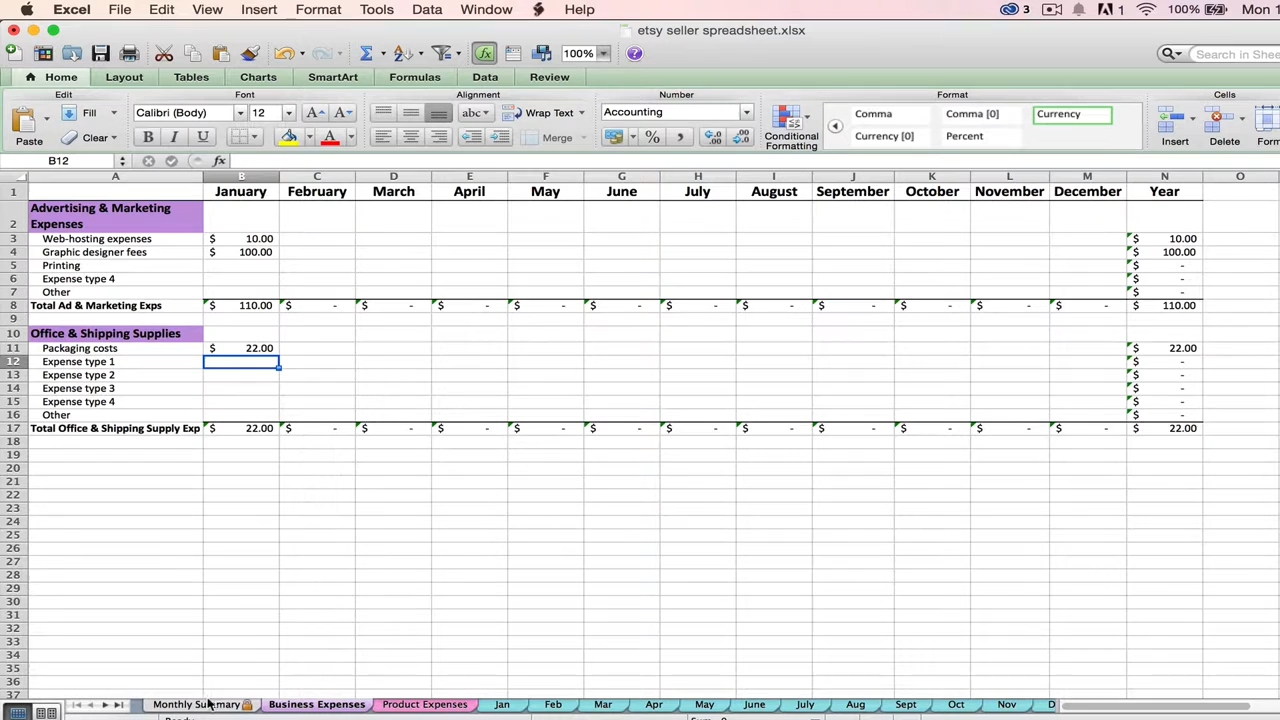 Excel File Edit View Insert Format Tools Data Window Help 3 1 100% Mon 1
etsy seller spreadsheet.xlsx
100% Search in Shee
Home Layout Tables Charts SmartArt Formulas Data Review
Edit Font Alignment Number Format Cells
Fill Calibri (Body) 12 abc Wrap Text Accounting Comma Comma [0] Currency
Paste Clear B I U Merge % Conditional Formatting Currency [0] Percent Insert Delete Form
B12 fx
A B C D E F G H I J K L M N O
1 January February March April May June July August September October November December Year
2 Advertising & Marketing Expenses
3 Web-hosting expenses $ 10.00 $ 10.00
4 Graphic designer fees $ 100.00 $ 100.00
5 Printing $ -
6 Expense type 4 $ -
7 Other $ -
8 Total Ad & Marketing Exps $ 110.00 $ - $ - $ - $ - $ - $ - $ - $ - $ - $ - $ - $ 110.00
9
10 Office & Shipping Supplies
11 Packaging costs $ 22.00 $ 22.00
12 Expense type 1 $ -
13 Expense type 2 $ -
14 Expense type 3 $ -
15 Expense type 4 $ -
16 Other $ -
17 Total Office & Shipping Supply Exp $ 22.00 $ - $ - $ - $ - $ - $ - $ - $ - $ - $ - $ - $ 22.00
18
19
20
21
22
23
24
25
26
27
28
29
30
31
32
33
34
35
36
37
Monthly Summary Business Expenses Product Expenses Jan Feb Mar Apr May June July Aug Sept Oct Nov D